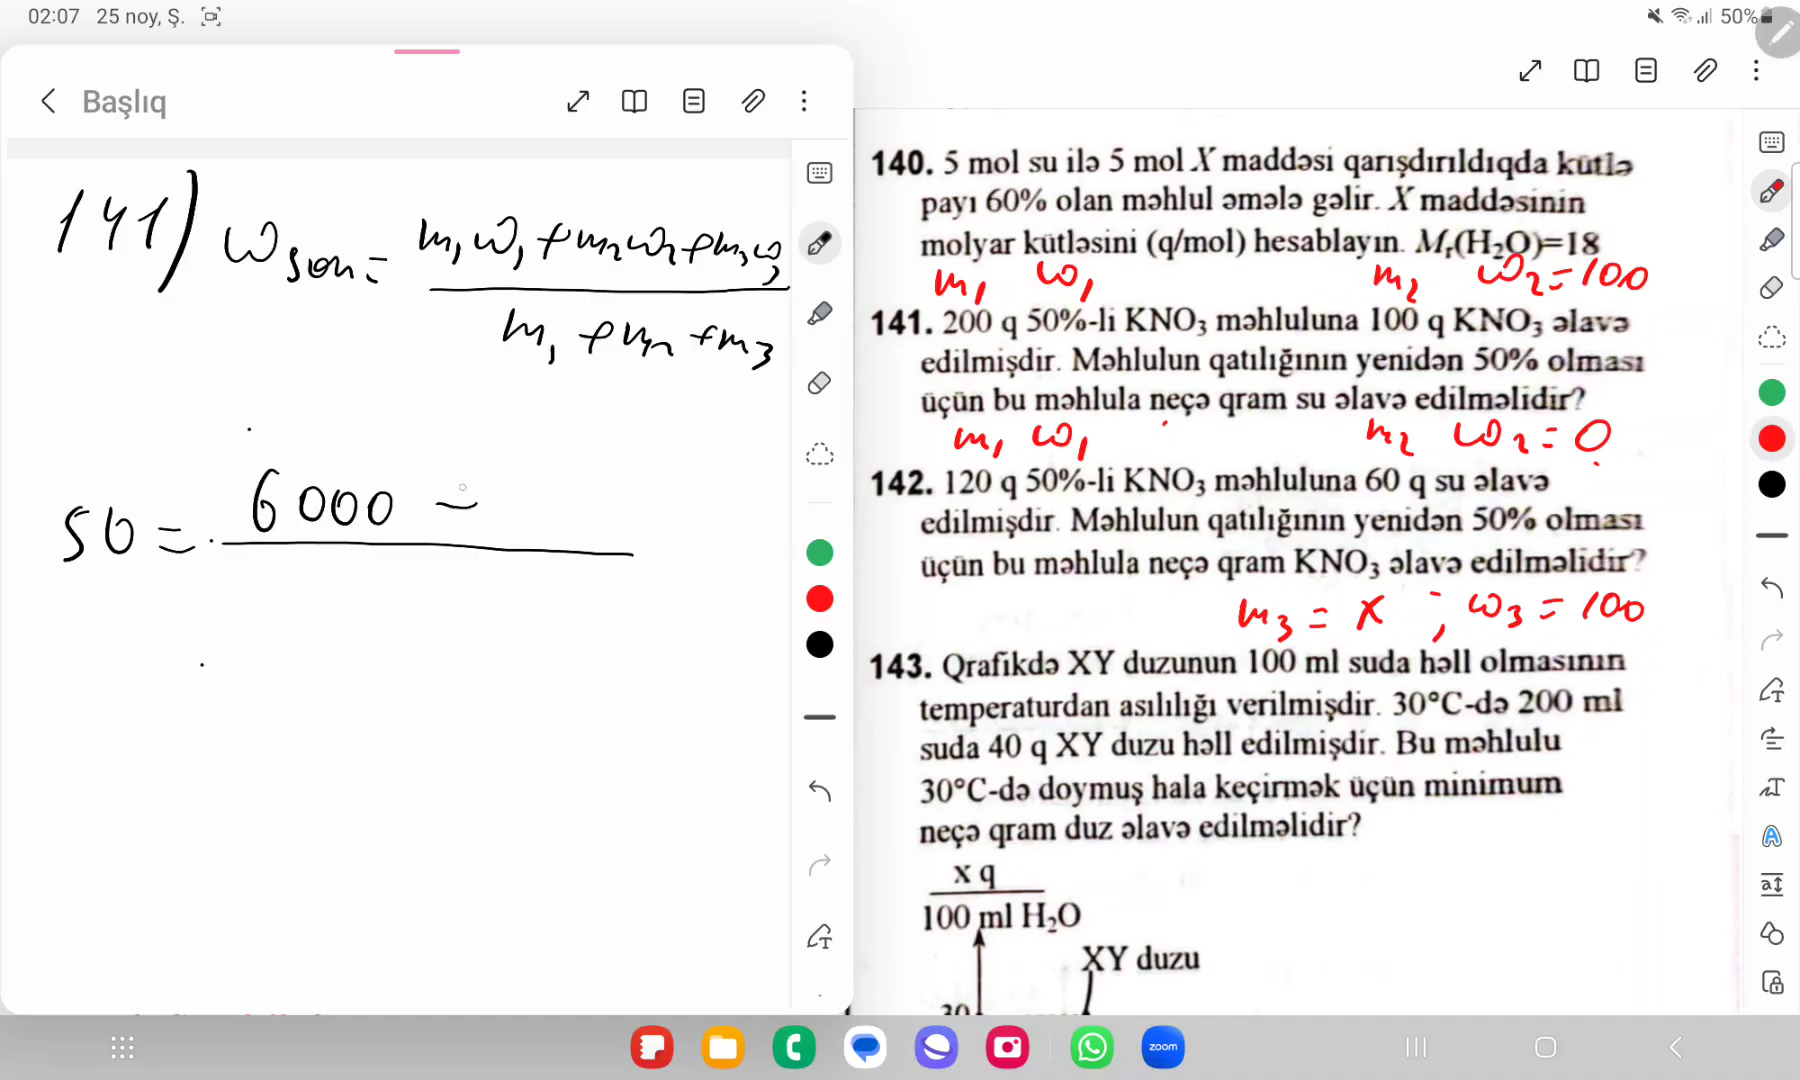 02:07 25 noy, Ş.
50%
Başlıq
141) ω son = m₁ω₁+m₂ω₂+m₃ω₃
m₁+m₂+m₃
50 = 6000 –
140. 5 mol su ilə 5 mol X maddəsi qarışdırıldıqda kütlə
payı 60% olan məhlul əmələ gəlir. X maddəsinin
molyar kütləsini (q/mol) hesablayın. Mᵣ(H₂O)=18
m₁ ω₁ m₂ ω₂=100
141. 200 q 50%-li KNO₃ məhluluna 100 q KNO₃ əlavə
edilmişdir. Məhlulun qatılığının yenidən 50% olması
üçün bu məhlula neçə qram su əlavə edilməlidir?
m₁ ω₁ m₂ ω₂=0
142. 120 q 50%-li KNO₃ məhluluna 60 q su əlavə
edilmişdir. Məhlulun qatılığının yenidən 50% olması
üçün bu məhlula neçə qram KNO₃ əlavə edilməlidir?
m₃ = x ; ω₃ = 100
143. Qrafikdə XY duzunun 100 ml suda həll olmasının
temperaturdan asılılığı verilmişdir. 30°C-də 200 ml
suda 40 q XY duzu həll edilmişdir. Bu məhlulu
30°C-də doymuş hala keçirmək üçün minimum
neçə qram duz əlavə edilməlidir?
x q
100 ml H₂O
XY duzu
zoom